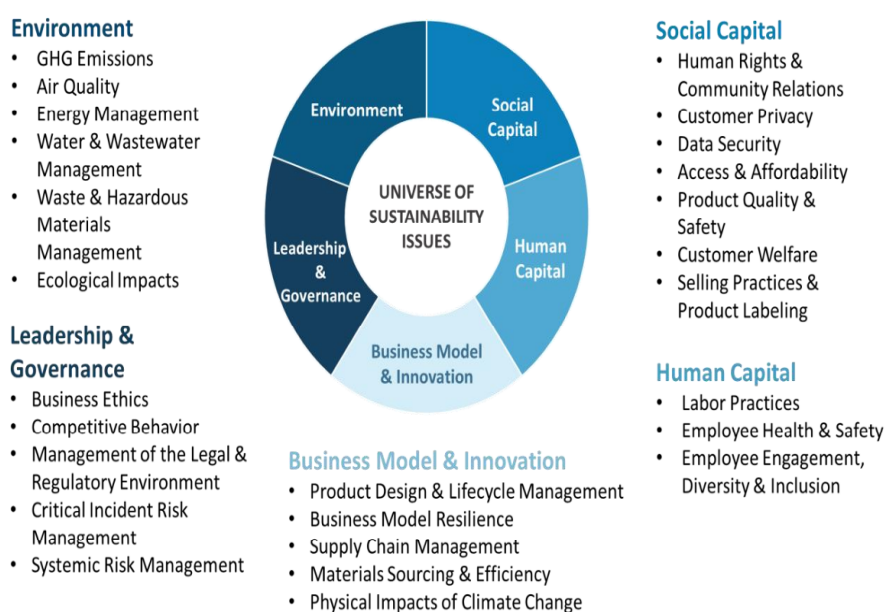 Environment
• GHG Emissions
• Air Quality
• Energy Management
• Water & Wastewater
Management
• Waste & Hazardous
Materials
Management
• Ecological Impacts
Leadership &
Governance
• Business Ethics
• Competitive Behavior
• Management of the Legal &
Regulatory Environment
• Critical Incident Risk
Management
• Systemic Risk Management
Environment
Social
Capital
UNIVERSE OF
SUSTAINABILITY
ISSUES
Leadership
&
Governance
Human
Capital
Business Model
& Innovation
Business Model & Innovation
• Product Design & Lifecycle Management
• Business Model Resilience
• Supply Chain Management
• Materials Sourcing & Efficiency
• Physical Impacts of Climate Change
Social Capital
• Human Rights &
Community Relations
• Customer Privacy
• Data Security
• Access & Affordability
• Product Quality &
Safety
• Customer Welfare
• Selling Practices &
Product Labeling
Human Capital
• Labor Practices
• Employee Health & Safety
• Employee Engagement,
Diversity & Inclusion